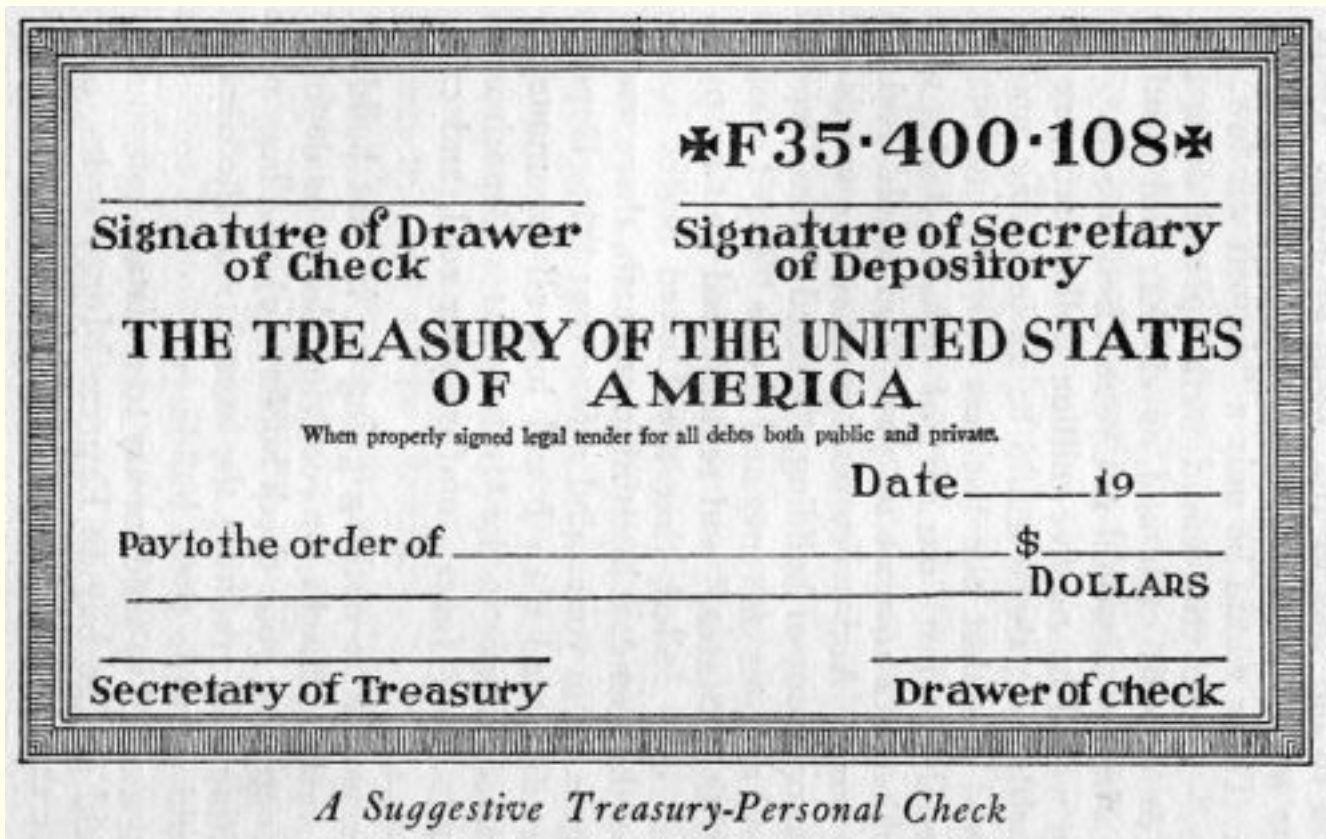 ✠F35·400·108✠
Signature of Drawer
of Check
Signature of Secretary
of Depository
THE TREASURY OF THE UNITED STATES
OF AMERICA
When properly signed legal tender for all debts both public and private.
Date 19
Pay to the order of $
DOLLARS
Secretary of Treasury
Drawer of Check
A Suggestive Treasury-Personal Check